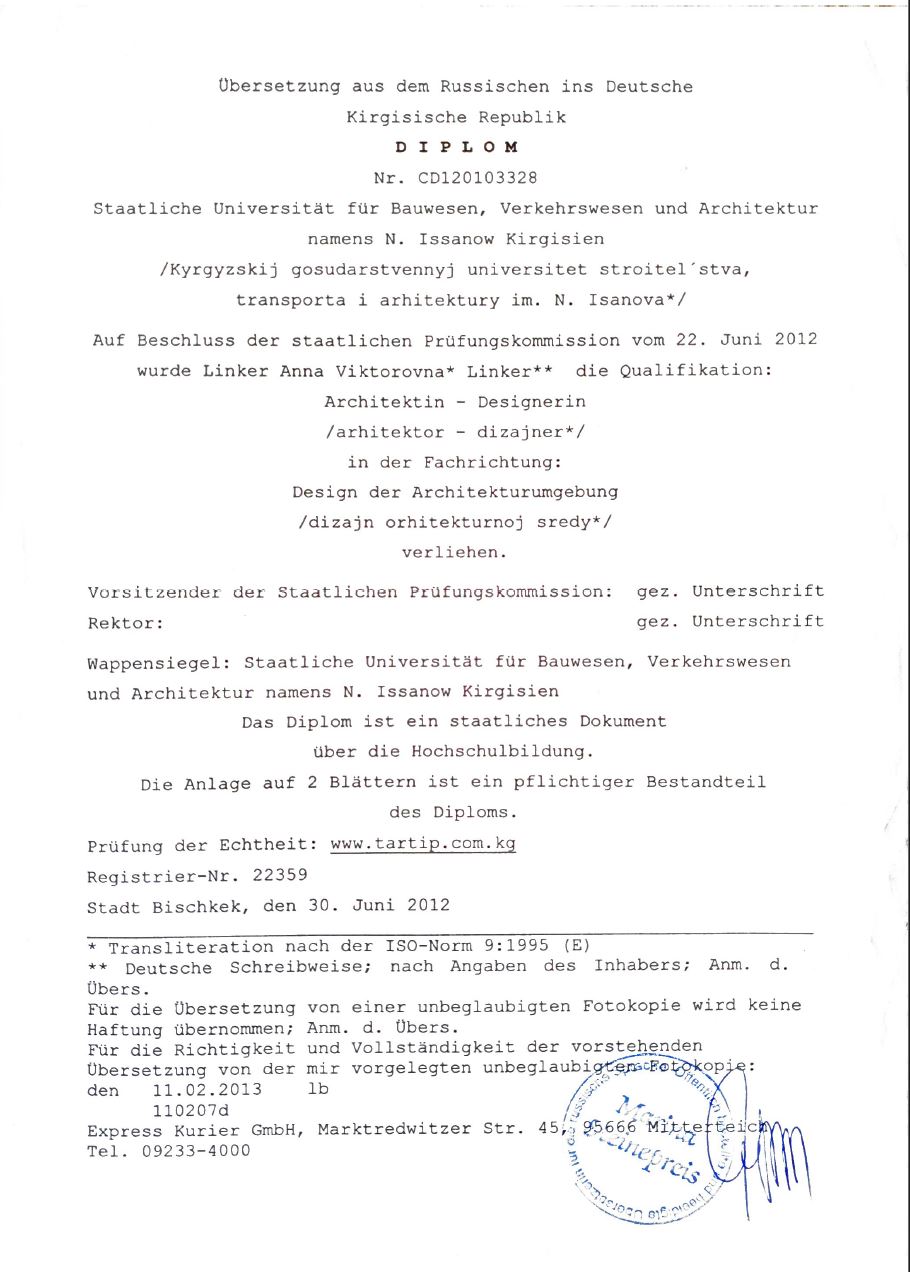 Übersetzung aus dem Russischen ins Deutsche
Kirgisische Republik
D I P L O M
Nr. CD120103328
Staatliche Universität für Bauwesen, Verkehrswesen und Architektur
namens N. Issanow Kirgisien
/Kyrgyzskij gosudarstvennyj universitet stroitel´stva,
transporta i arhitektury im. N. Isanova*/
Auf Beschluss der staatlichen Prüfungskommission vom 22. Juni 2012
wurde Linker Anna Viktorovna* Linker** die Qualifikation:
Architektin - Designerin
/arhitektor - dizajner*/
in der Fachrichtung:
Design der Architekturumgebung
/dizajn orhitekturnoj sredy*/
verliehen.
Vorsitzender der Staatlichen Prüfungskommission: gez. Unterschrift
Rektor: gez. Unterschrift
Wappensiegel: Staatliche Universität für Bauwesen, Verkehrswesen
und Architektur namens N. Issanow Kirgisien
Das Diplom ist ein staatliches Dokument
über die Hochschulbildung.
Die Anlage auf 2 Blättern ist ein pflichtiger Bestandteil
des Diploms.
Prüfung der Echtheit: www.tartip.com.kg
Registrier-Nr. 22359
Stadt Bischkek, den 30. Juni 2012
* Transliteration nach der ISO-Norm 9:1995 (E)
** Deutsche Schreibweise; nach Angaben des Inhabers; Anm. d.
Übers.
Für die Übersetzung von einer unbeglaubigten Fotokopie wird keine
Haftung übernommen; Anm. d. Übers.
Für die Richtigkeit und Vollständigkeit der vorstehenden
Übersetzung von der mir vorgelegten unbeglaubigten Fotokopie:
den 11.02.2013 lb
110207d
Express Kurier GmbH, Marktredwitzer Str. 45, 95666 Mitterteich
Tel. 09233-4000